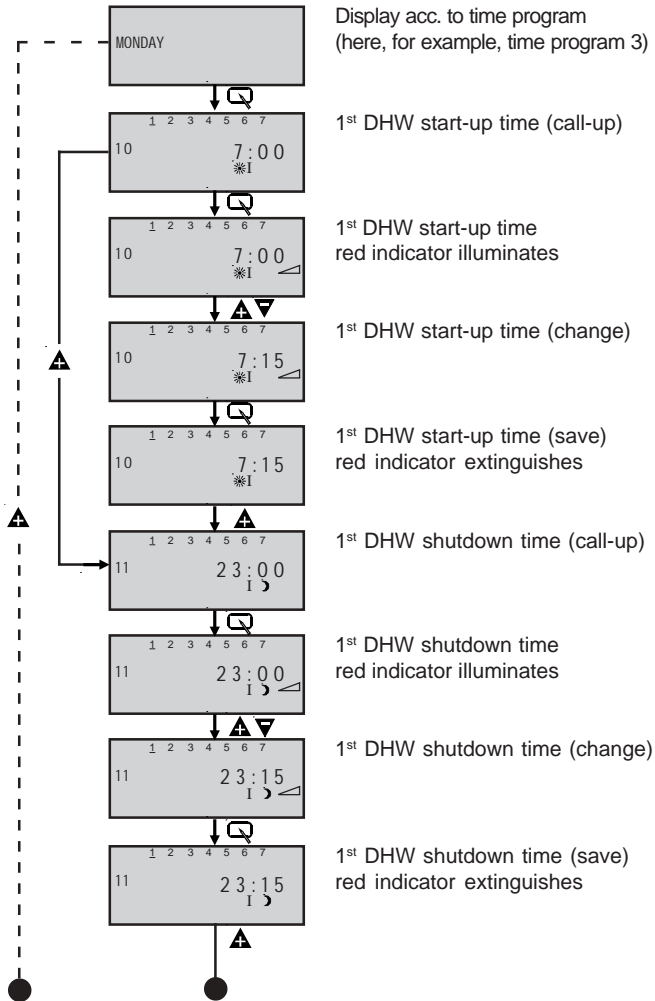 MONDAY
Display acc. to time program
(here, for example, time program 3)
1 2 3 4 5 6 7
10 7:00
I
1st DHW start-up time (call-up)
1 2 3 4 5 6 7
10 7:00
I
1st DHW start-up time
red indicator illuminates
+ −
1 2 3 4 5 6 7
10 7:15
I
1st DHW start-up time (change)
+
1 2 3 4 5 6 7
10 7:15
I
1st DHW start-up time (save)
red indicator extinguishes
+
+
1 2 3 4 5 6 7
11 23:00
I
1st DHW shutdown time (call-up)
1 2 3 4 5 6 7
11 23:00
I
1st DHW shutdown time
red indicator illuminates
+ −
1 2 3 4 5 6 7
11 23:15
I
1st DHW shutdown time (change)
1 2 3 4 5 6 7
11 23:15
I
1st DHW shutdown time (save)
red indicator extinguishes
+